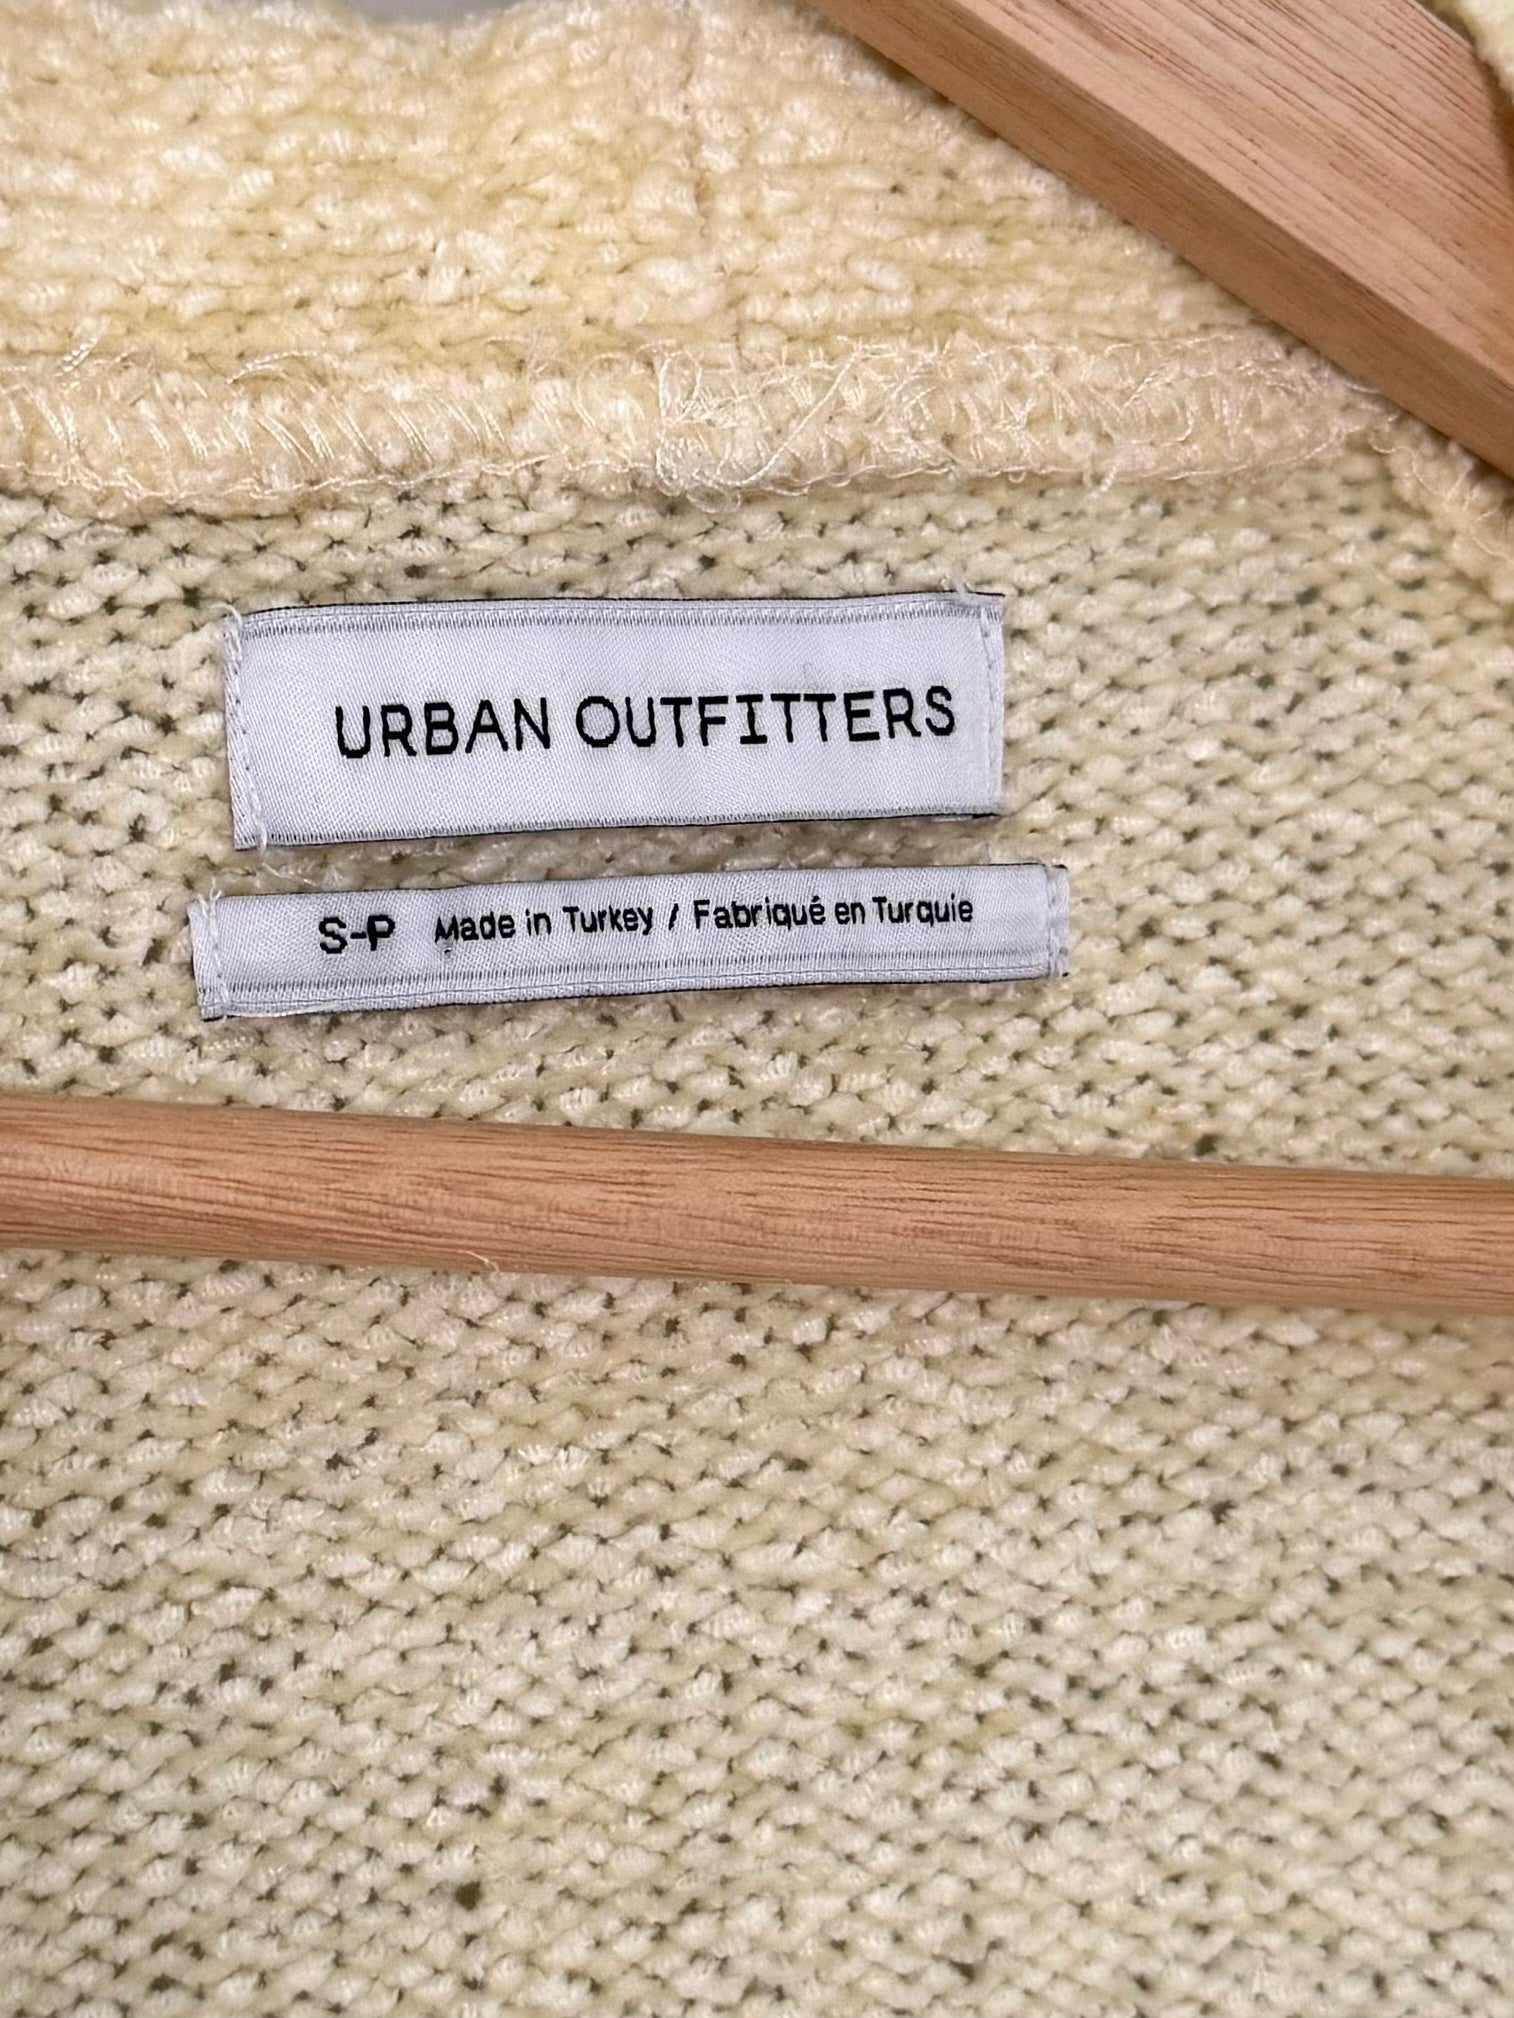 URBAN OUTFITTERS
S-P Made in Turkey / Fabriqué en Turquie